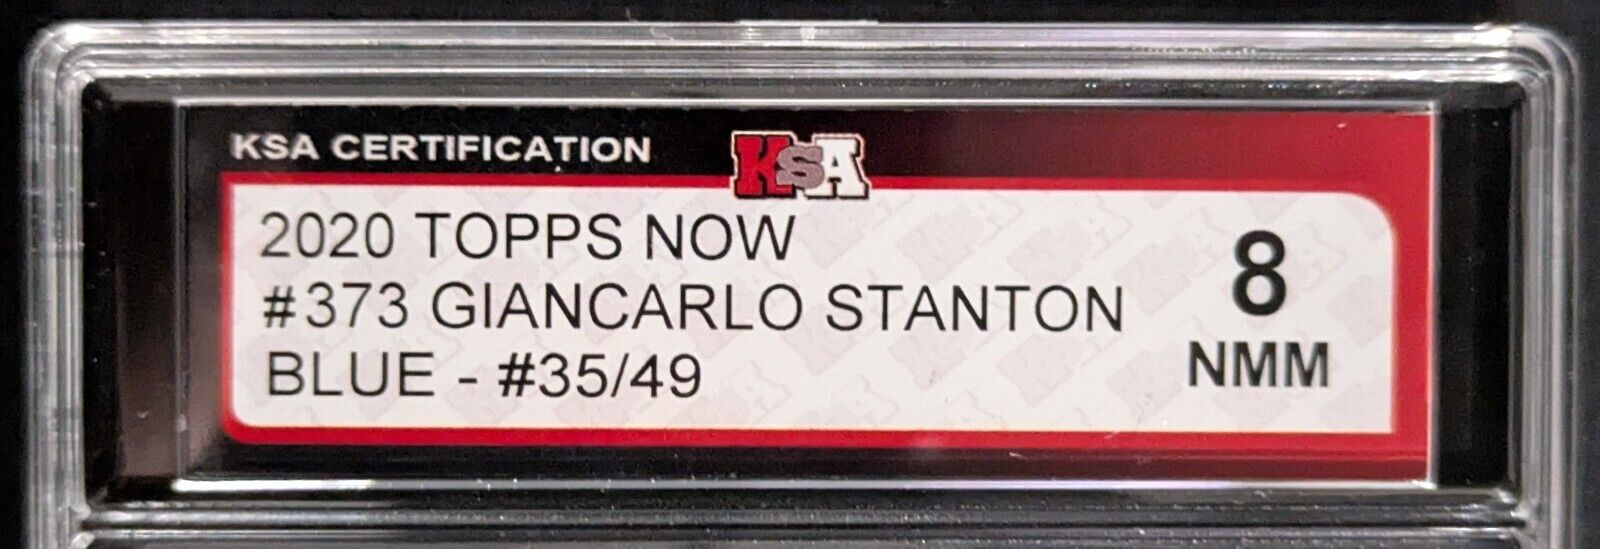 KSA CERTIFICATION
KSA
2020 TOPPS NOW
#373 GIANCARLO STANTON
BLUE - #35/49
8
NMM